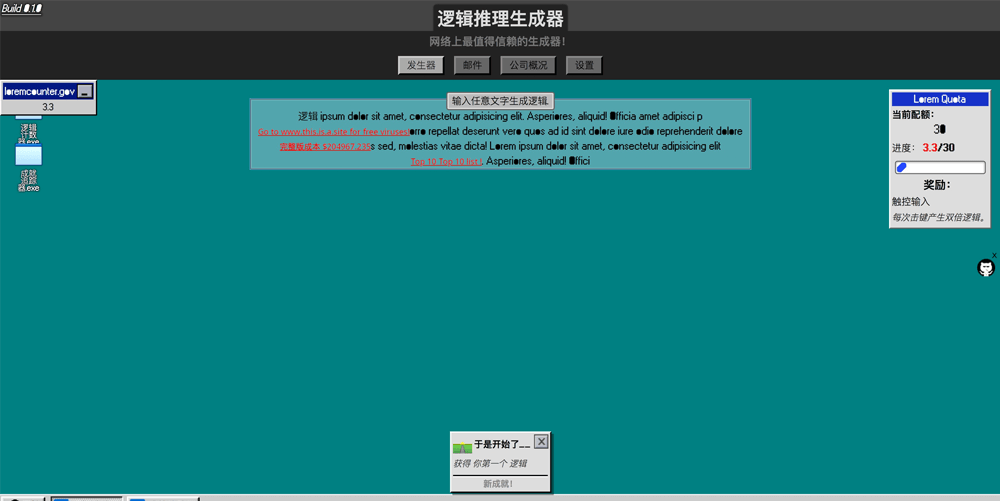 Build 0.1.0
逻辑推理生成器
网络上最值得信赖的生成器!
发生器
邮件
公司概况
设置
loremcounter.gov _
3.3
逻辑
计数
器.exe
成就
追踪
器.exe
输入任意文字生成逻辑.
逻辑 ipsum dolor sit amet, consectetur adipisicing elit. Asperiores, aliquid! Officia amet adipisci p
Go to www.this.is.a.site for free.viruses!orro repellat deserunt vero quos ad id sint dolore iure odio reprehenderit dolore
完整版成本 $204967.235s sed, molestias vitae dicta! Lorem ipsum dolor sit amet, consectetur adipisicing elit
Top 10 Top 10 list!. Asperiores, aliquid! Offici
Lorem Quota
当前配额:
30
进度: 3.3/30
奖励:
触控输入
每次击键产生双倍逻辑。
X
于是开始了__
X
获得 你第一个 逻辑
新成就!